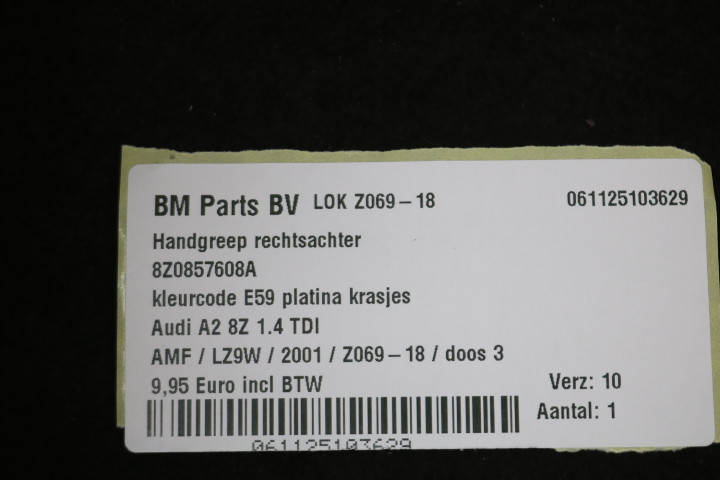 BM Parts BV LOK Z069-18 061125103629
Handgreep rechtsachter
8Z0857608A
kleurcode E59 platina krasjes
Audi A2 8Z 1.4 TDI
AMF / LZ9W / 2001 / Z069-18 / doos 3
9,95 Euro incl BTW Verz: 10
Aantal: 1
061125103629